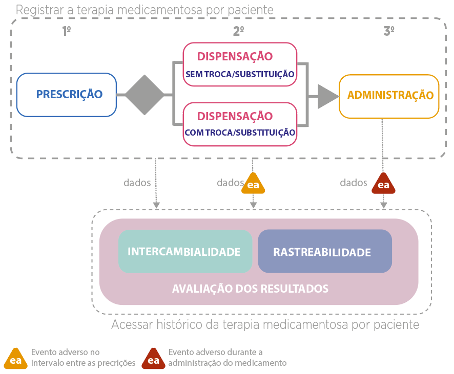 Registrar a terapia medicamentosa por paciente
1º
2º
3º
PRESCRIÇÃO
DISPENSAÇÃO
SEM TROCA/SUBSTITUIÇÃO
DISPENSAÇÃO
COM TROCA/SUBSTITUIÇÃO
ADMINISTRAÇÃO
dados
dados
ea
dados
ea
INTERCAMBIALIDADE
RASTREABILIDADE
AVALIAÇÃO DOS RESULTADOS
Acessar histórico da terapia medicamentosa por paciente
ea
Evento adverso no
intervalo entre as precrições
ea
Evento adverso durante a
administração do medicamento